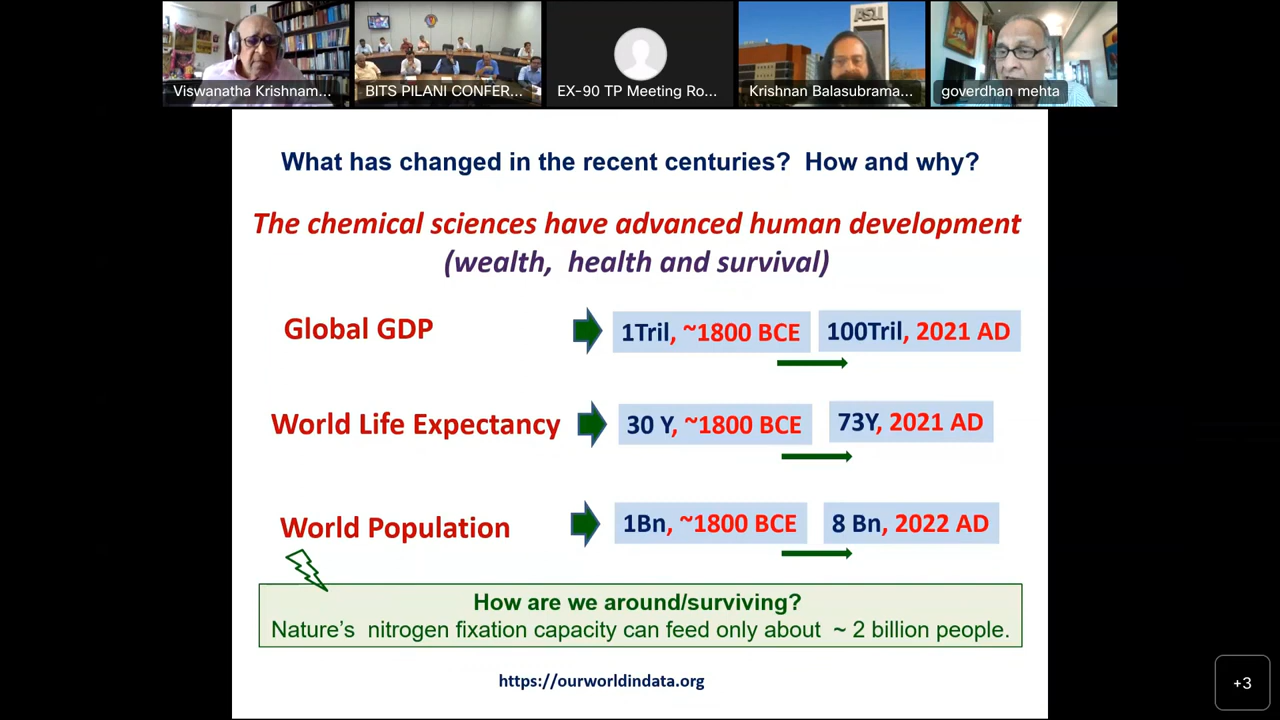 ASU
Viswanatha Krishnam...
BITS PILANI CONFER...
EX-90 TP Meeting Ro...
Krishnan Balasubrama...
goverdhan mehta
What has changed in the recent centuries? How and why?
The chemical sciences have advanced human development
(wealth, health and survival)
Global GDP
1Tril, ~1800 BCE
100Tril, 2021 AD
World Life Expectancy
30 Y, ~1800 BCE
73Y, 2021 AD
World Population
1Bn, ~1800 BCE
8 Bn, 2022 AD
How are we around/surviving?
Nature's nitrogen fixation capacity can feed only about ~ 2 billion people.
https://ourworldindata.org
+3